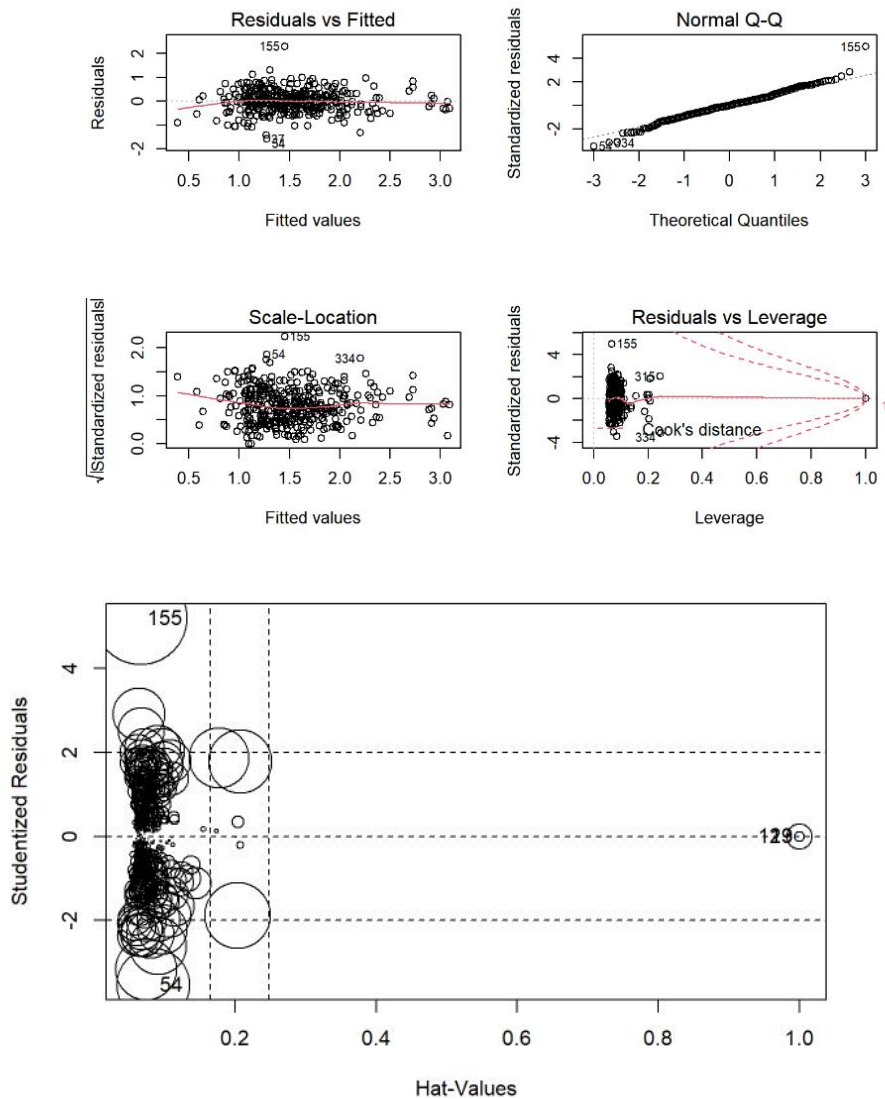 Residuals vs Fitted
Residuals
2
1
0
-2
155
37
54
0.5 1.0 1.5 2.0 2.5 3.0
Fitted values
Normal Q-Q
Standardized residuals
4
2
-2
155
54
334
-3 -2 -1 0 1 2 3
Theoretical Quantiles
Scale-Location
√|Standardized residuals|
2.0
1.0
0.0
155
54
334
0.5 1.0 1.5 2.0 2.5 3.0
Fitted values
Residuals vs Leverage
Standardized residuals
4
0
-4
155
315
334
Cook's distance
1
0.0 0.2 0.4 0.6 0.8 1.0
Leverage
Studentized Residuals
4
2
0
-2
155
54
0.2 0.4 0.6 0.8 1.0
Hat-Values